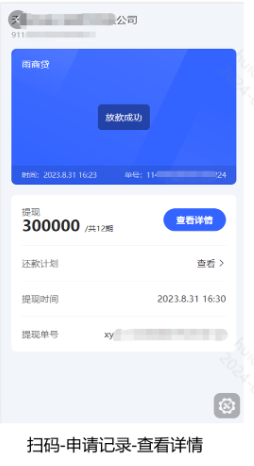 公司
911
雨商贷
放款成功
时间: 2023.8.31 16:23
单号: 11 224
提现
300000 /共12期
查看详情
还款计划
查看 >
提现时间
2023.8.31 16:30
提现单号
xy
扫码-申请记录-查看详情